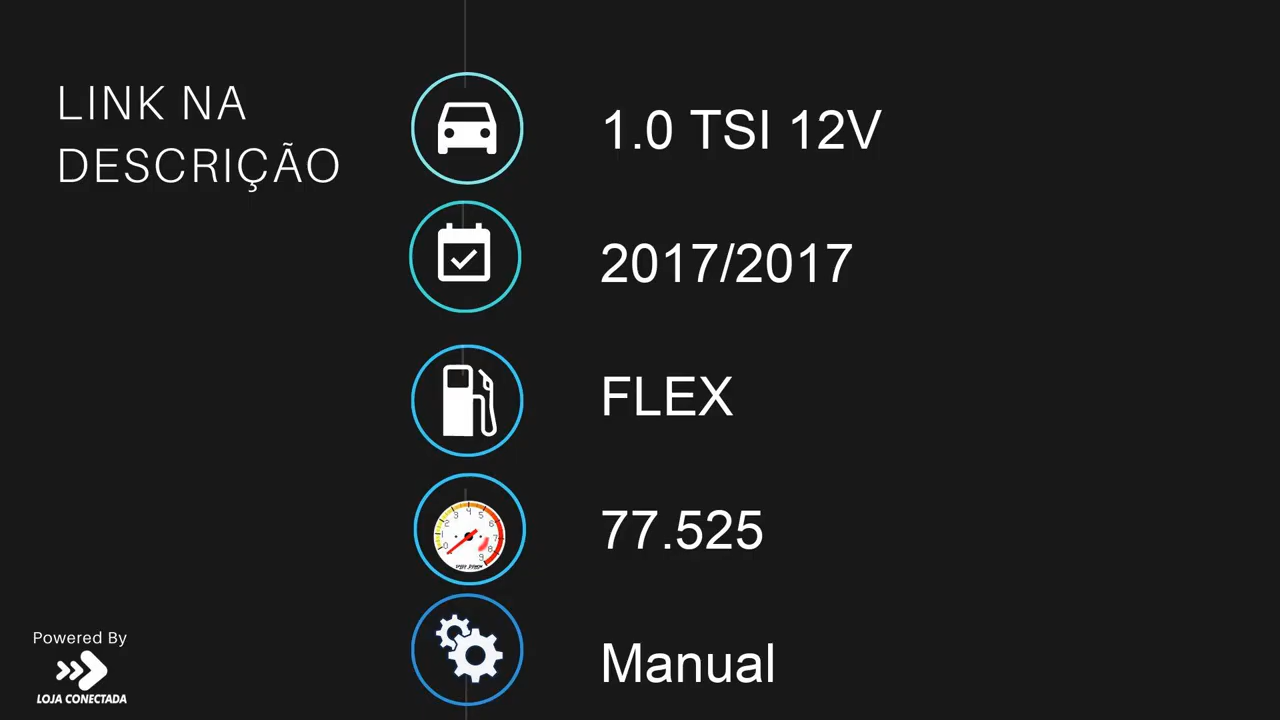 LINK NA
DESCRIÇÃO
1.0 TSI 12V
2017/2017
FLEX
77.525
Manual
Powered By
LOJA CONECTADA